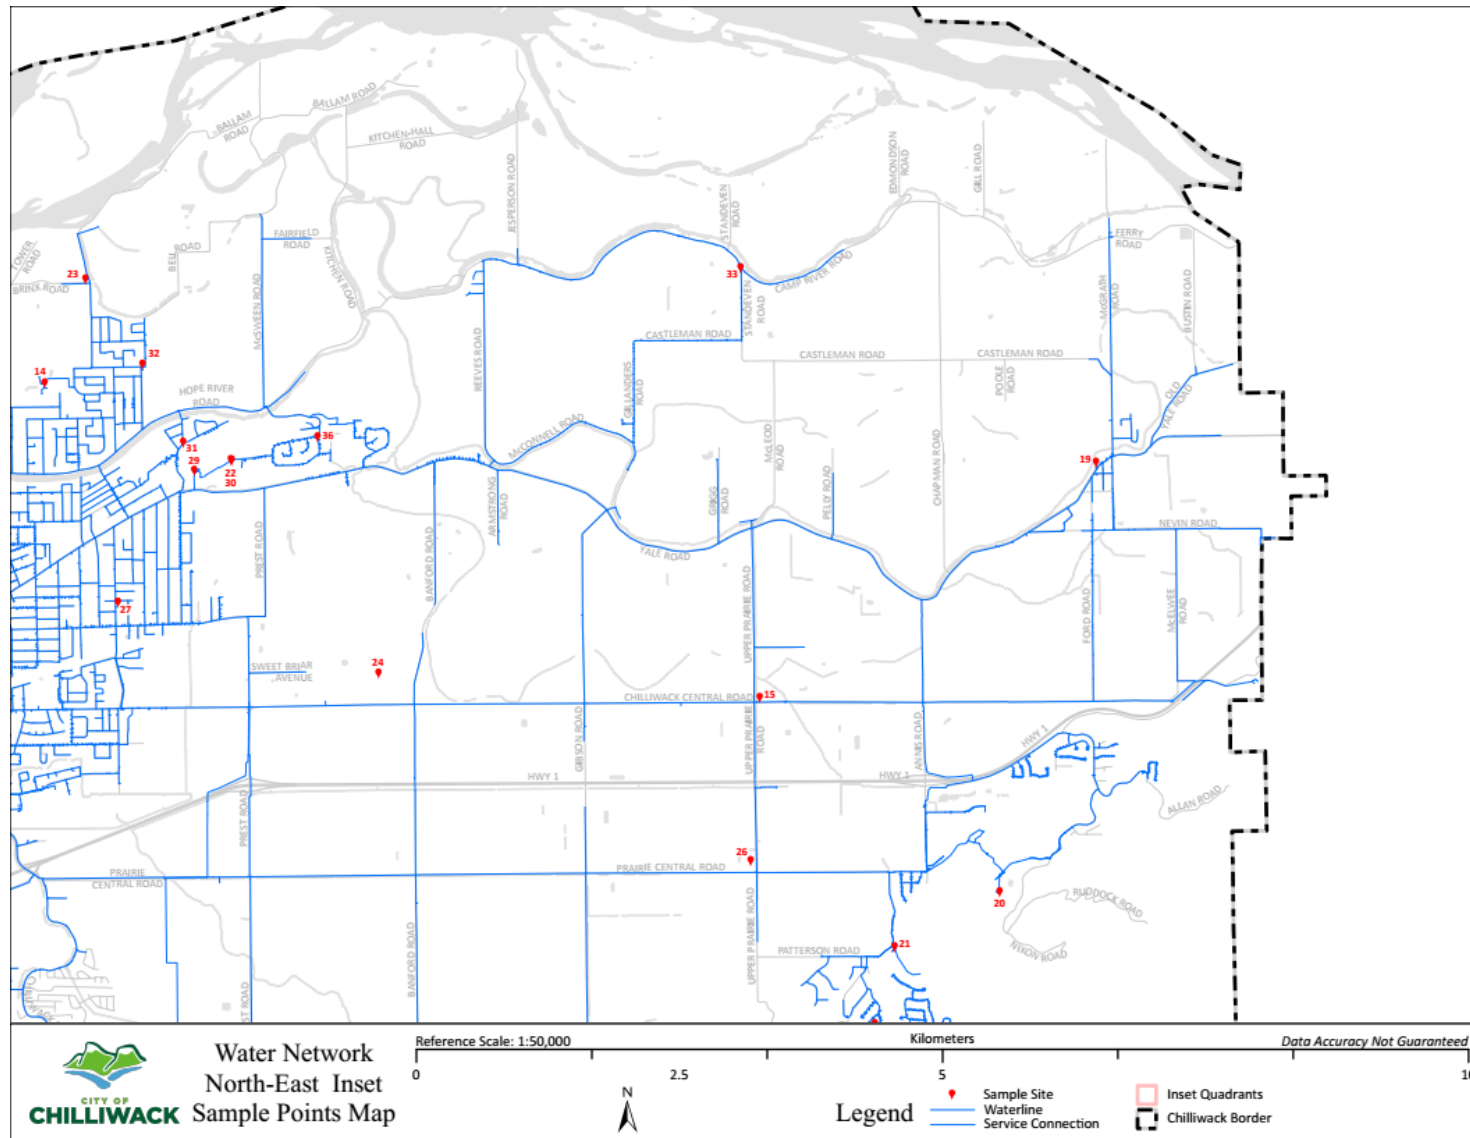 BALLAM ROAD
BALLAM
ROAD
KITCHEN-HALL
ROAD
JESPERSON ROAD
STANDEVEN
ROAD
EDMONDSON
ROAD
GILL ROAD
FERRY
ROAD
TOWER
ROAD
BELL ROAD
FAIRFIELD
ROAD
KITCHEN ROAD
23
BRINX ROAD
McSWEEN ROAD
33
CAMP RIVER ROAD
STANDEVEN
ROAD
McGRATH
ROAD
BUSTIN ROAD
REEVES ROAD
CASTLEMAN ROAD
CASTLEMAN ROAD
CASTLEMAN ROAD
32
14
HOPE RIVER
ROAD
GILLANDERS
ROAD
POOLE
ROAD
OLD
YALE ROAD
31
36
29
22
30
McCONNELL ROAD
McLEOD
ROAD
CHAPMAN ROAD
19
ARMSTRONG
ROAD
GRIGG
ROAD
PELLY ROAD
NEVIN ROAD
PREST ROAD
BANFORD ROAD
YALE ROAD
UPPER PRAIRIE ROAD
FORD ROAD
McELWEE
ROAD
27
SWEET BRIAR
AVENUE
24
CHILLIWACK CENTRAL ROAD
15
GIBSON ROAD
UPPER PRAIRIE
ROAD
ANNIS ROAD
HWY 1
HWY 1
HWY 1
ALLAN ROAD
PREST ROAD
26
PRAIRIE
CENTRAL ROAD
PRAIRIE CENTRAL ROAD
20
RUDDOCK ROAD
NIXON ROAD
BANFORD ROAD
UPPER PRAIRIE ROAD
PATTERSON ROAD
21
ST ROAD
Reference Scale: 1:50,000
Kilometers
Data Accuracy Not Guaranteed
0
2.5
5
10
CITY OF
CHILLIWACK
Water Network
North-East Inset
Sample Points Map
N
Legend
Sample Site
Waterline
Service Connection
Inset Quadrants
Chilliwack Border